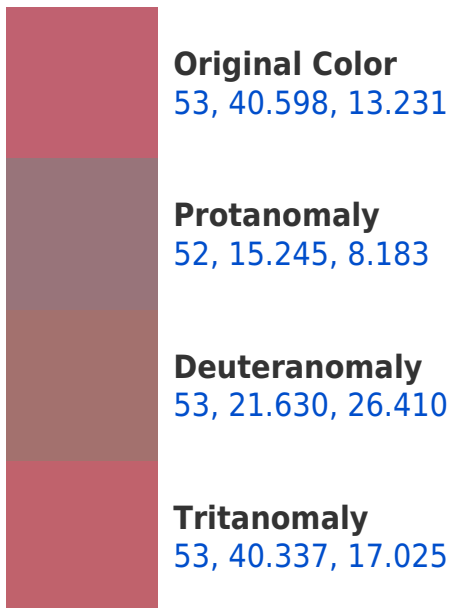 Original Color
53, 40.598, 13.231
Protanomaly
52, 15.245, 8.183
Deuteranomaly
53, 21.630, 26.410
Tritanomaly
53, 40.337, 17.025